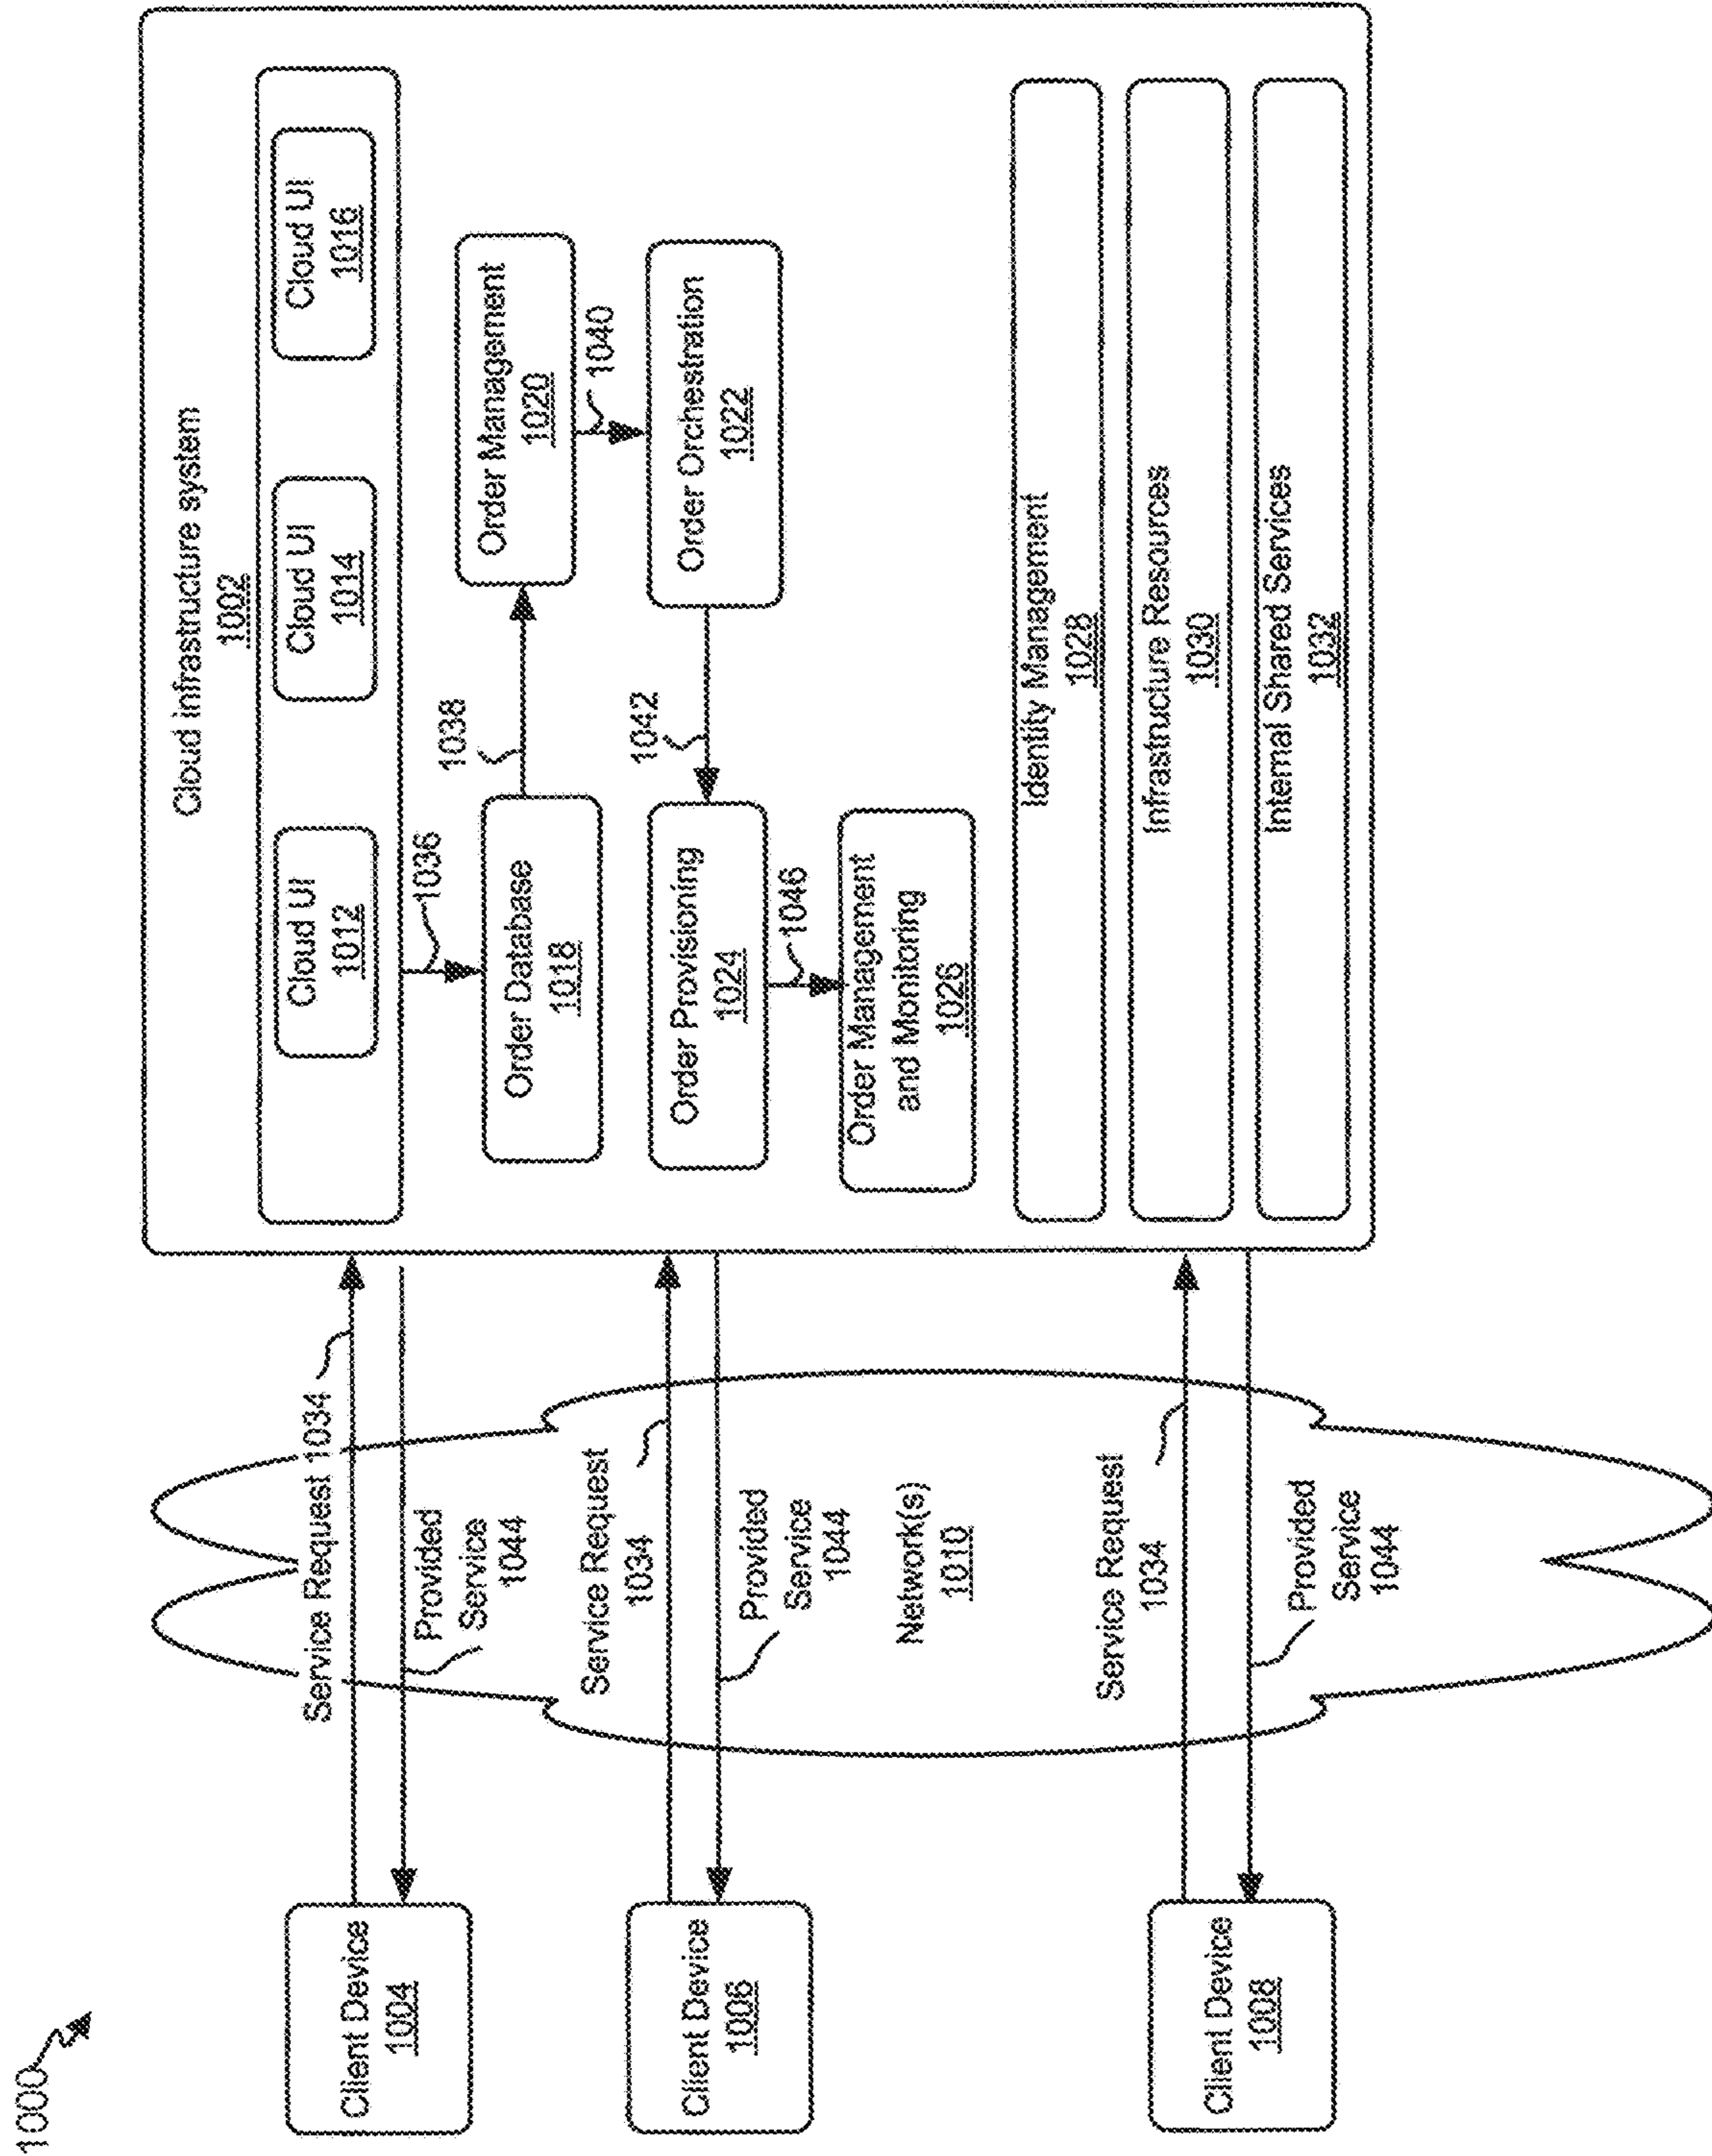 1000
Cloud infrastructure system
1002
Cloud UI
1012
Cloud UI
1014
Cloud UI
1016
1036
Order Database
1018
1038
Order Management
1020
1040
Order Orchestration
1022
1042
Order Provisioning
1024
1046
Order Management
and Monitoring
1026
Identity Management
1028
Infrastructure Resources
1030
Internal Shared Services
1032
Client Device
1004
Service Request 1034
Provided
Service
1044
Client Device
1006
Service Request
1034
Provided
Service
1044
Network(s)
1010
Client Device
1008
Service Request
1034
Provided
Service
1044